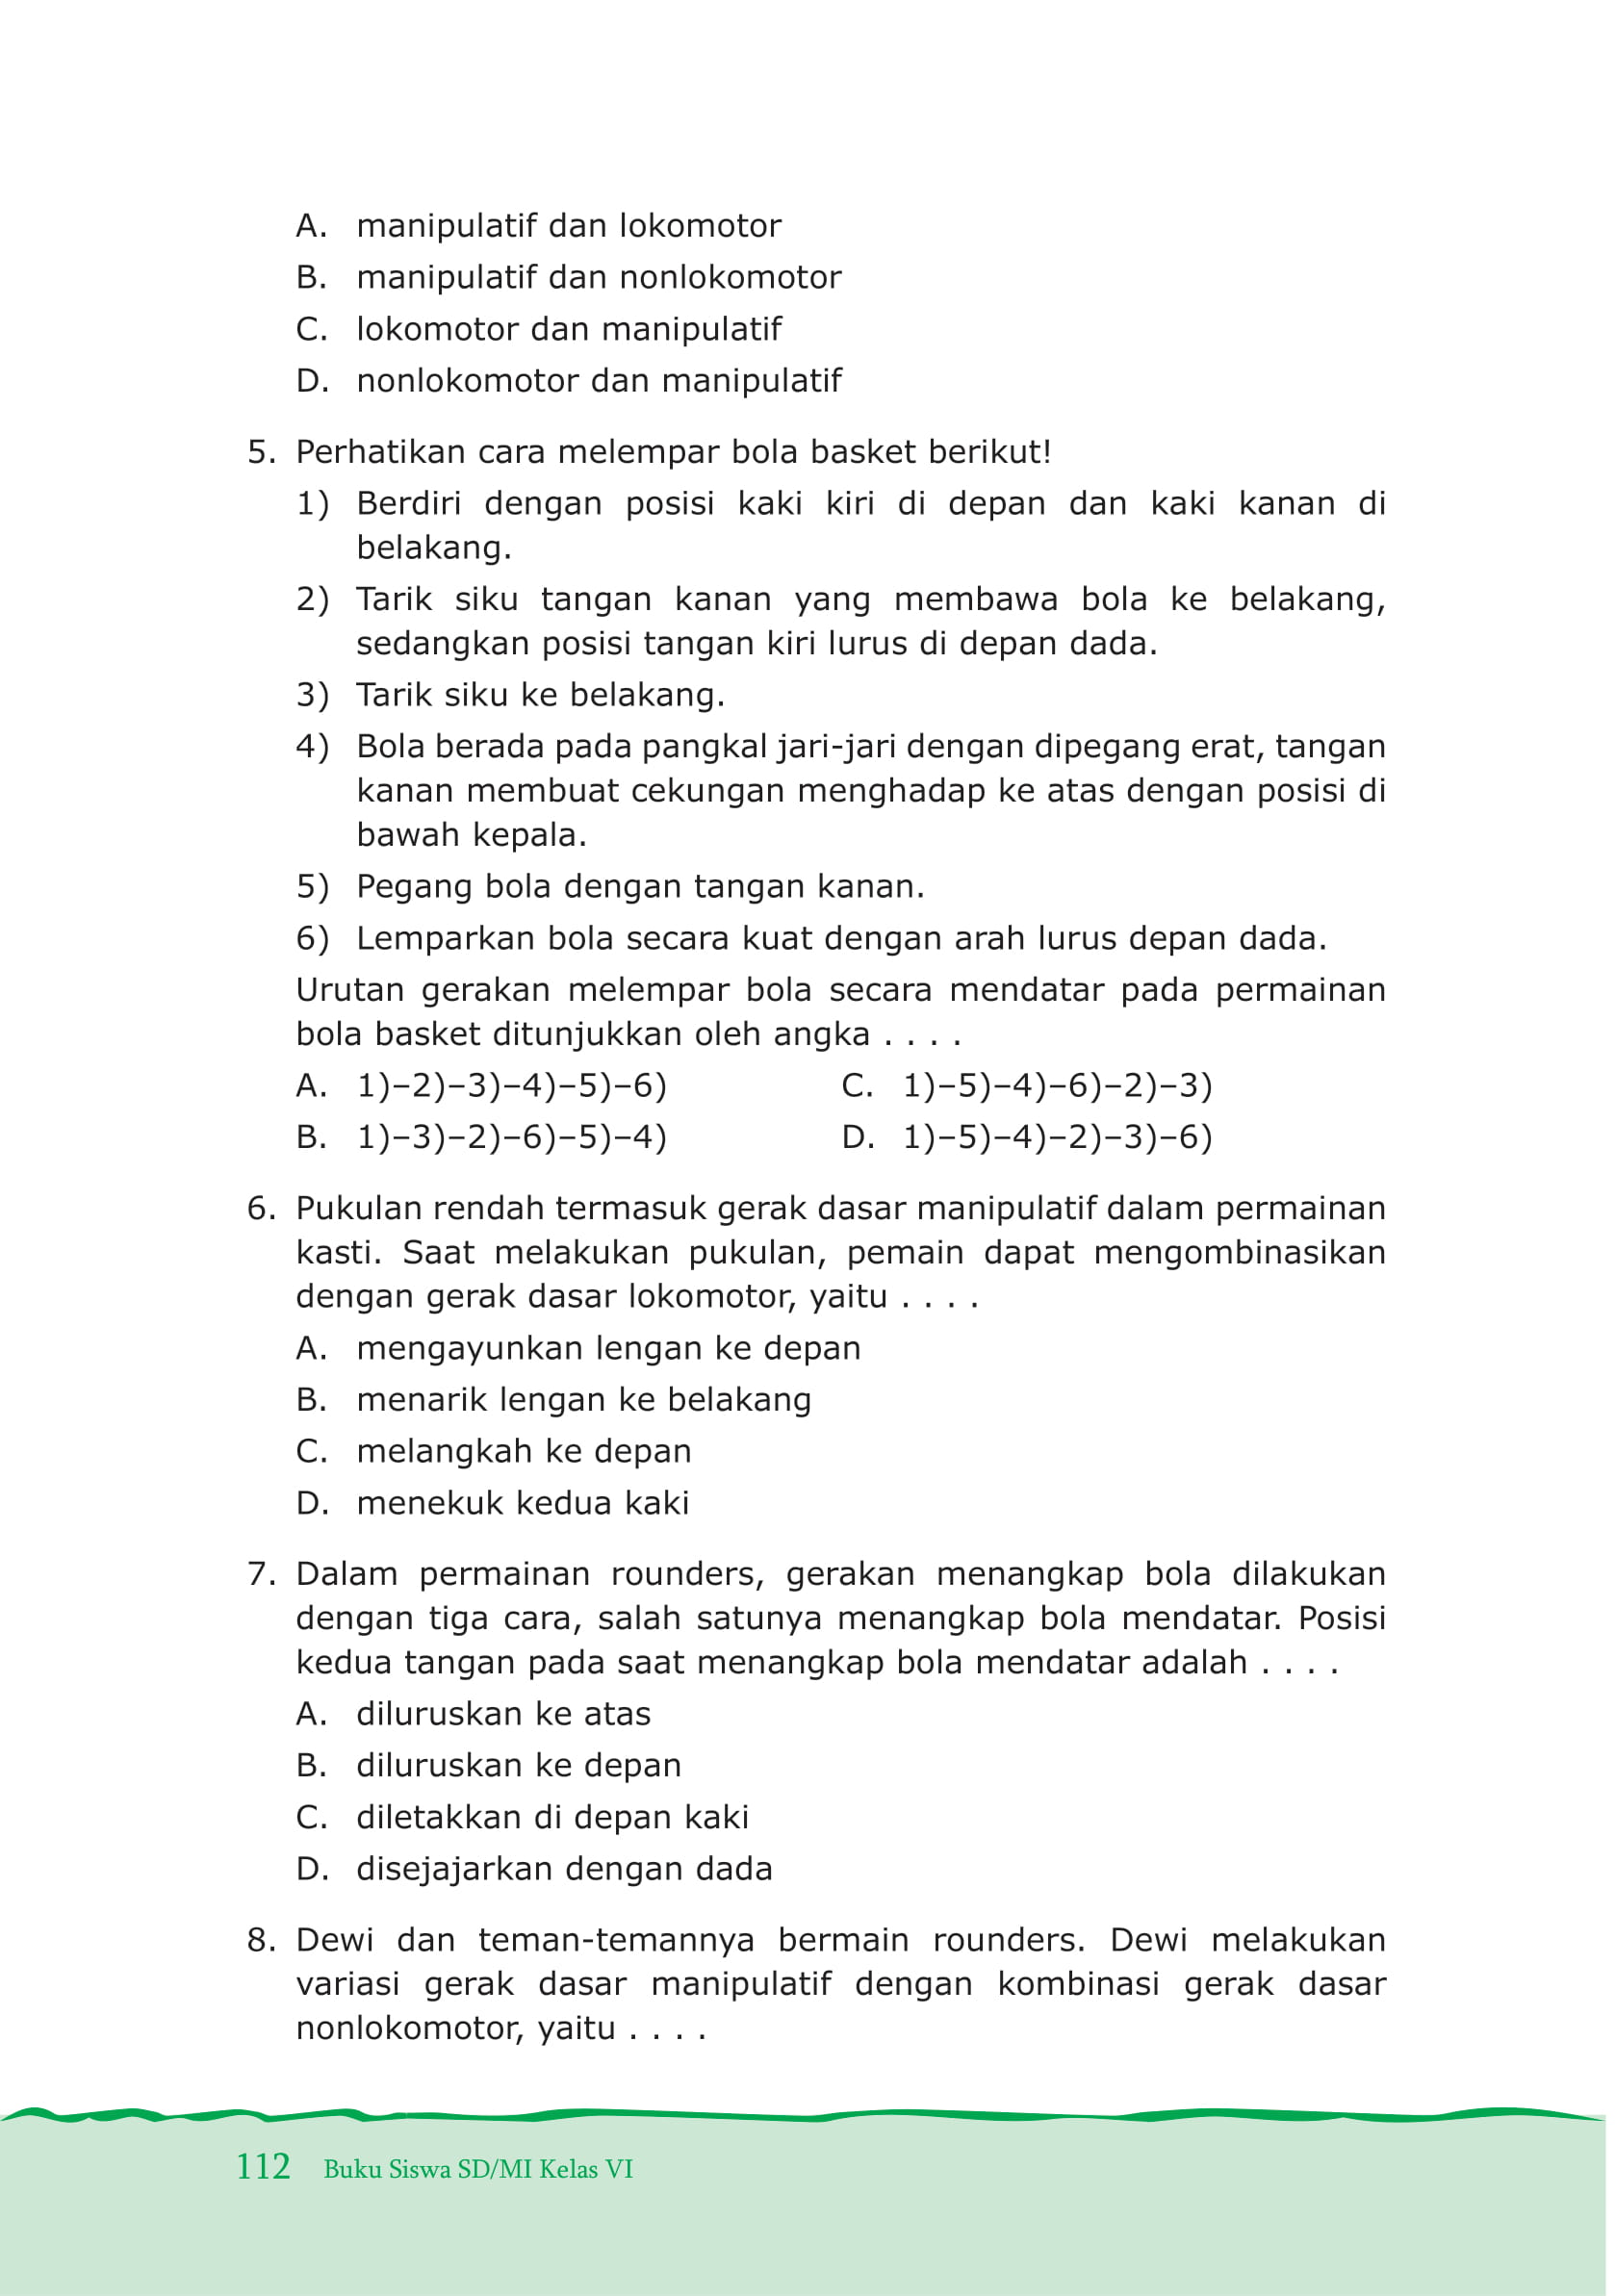 A. manipulatif dan lokomotor
B. manipulatif dan nonlokomotor
C. lokomotor dan manipulatif
D. nonlokomotor dan manipulatif
5. Perhatikan cara melempar bola basket berikut!
1) Berdiri dengan posisi kaki kiri di depan dan kaki kanan di
belakang.
2) Tarik siku tangan kanan yang membawa bola ke belakang,
sedangkan posisi tangan kiri lurus di depan dada.
3) Tarik siku ke belakang.
4) Bola berada pada pangkal jari-jari dengan dipegang erat, tangan
kanan membuat cekungan menghadap ke atas dengan posisi di
bawah kepala.
5) Pegang bola dengan tangan kanan.
6) Lemparkan bola secara kuat dengan arah lurus depan dada.
Urutan gerakan melempar bola secara mendatar pada permainan
bola basket ditunjukkan oleh angka . . . .
A. 1)–2)–3)–4)–5)–6) C. 1)–5)–4)–6)–2)–3)
B. 1)–3)–2)–6)–5)–4) D. 1)–5)–4)–2)–3)–6)
6. Pukulan rendah termasuk gerak dasar manipulatif dalam permainan
kasti. Saat melakukan pukulan, pemain dapat mengombinasikan
dengan gerak dasar lokomotor, yaitu . . . .
A. mengayunkan lengan ke depan
B. menarik lengan ke belakang
C. melangkah ke depan
D. menekuk kedua kaki
7. Dalam permainan rounders, gerakan menangkap bola dilakukan
dengan tiga cara, salah satunya menangkap bola mendatar. Posisi
kedua tangan pada saat menangkap bola mendatar adalah . . . .
A. diluruskan ke atas
B. diluruskan ke depan
C. diletakkan di depan kaki
D. disejajarkan dengan dada
8. Dewi dan teman-temannya bermain rounders. Dewi melakukan
variasi gerak dasar manipulatif dengan kombinasi gerak dasar
nonlokomotor, yaitu . . . .
112 Buku Siswa SD/MI Kelas VI